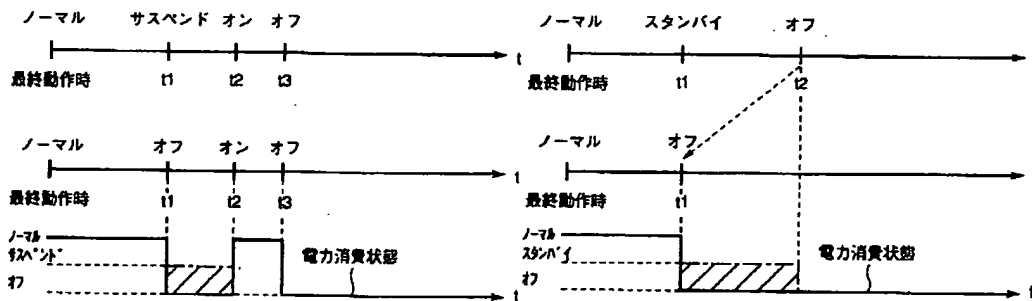 ノーマル サスペンド オン オフ
t
最終動作時 t1 t2 t3
ノーマル オフ オン オフ
t
最終動作時 t1 t2 t3
ノーマル
サスペンド
オフ
電力消費状態
t
ノーマル スタンバイ オフ
t
最終動作時 t1 t2
ノーマル オフ
t
最終動作時 t1
ノーマル
スタンバイ
オフ
電力消費状態
t